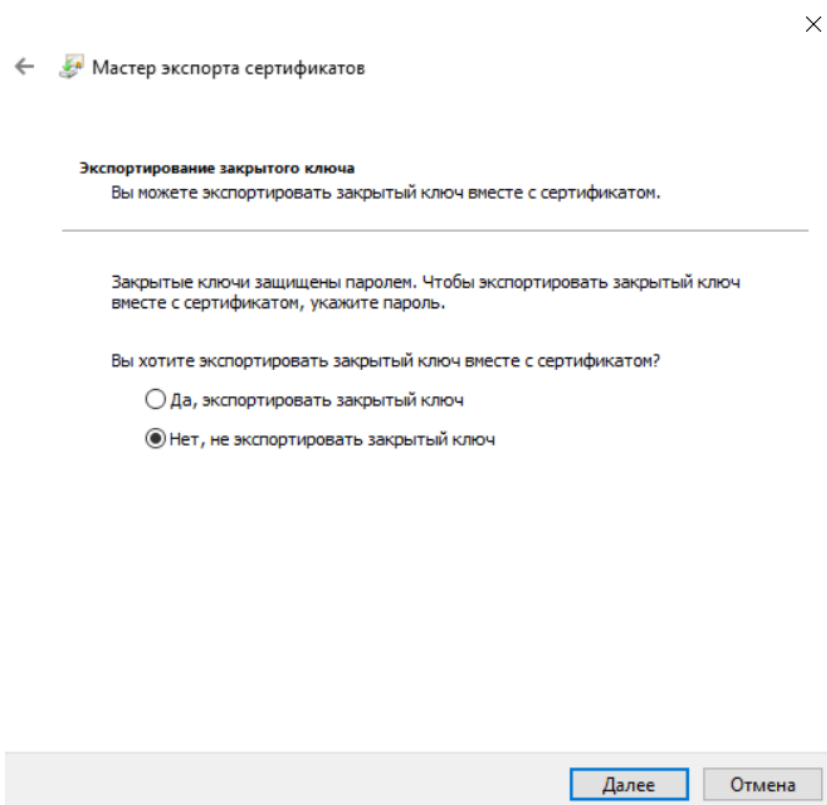 Мастер экспорта сертификатов
Экспортирование закрытого ключа
Вы можете экспортировать закрытый ключ вместе с сертификатом.
Закрытые ключи защищены паролем. Чтобы экспортировать закрытый ключ
вместе с сертификатом, укажите пароль.
Вы хотите экспортировать закрытый ключ вместе с сертификатом?
Да, экспортировать закрытый ключ
Нет, не экспортировать закрытый ключ
Далее Отмена